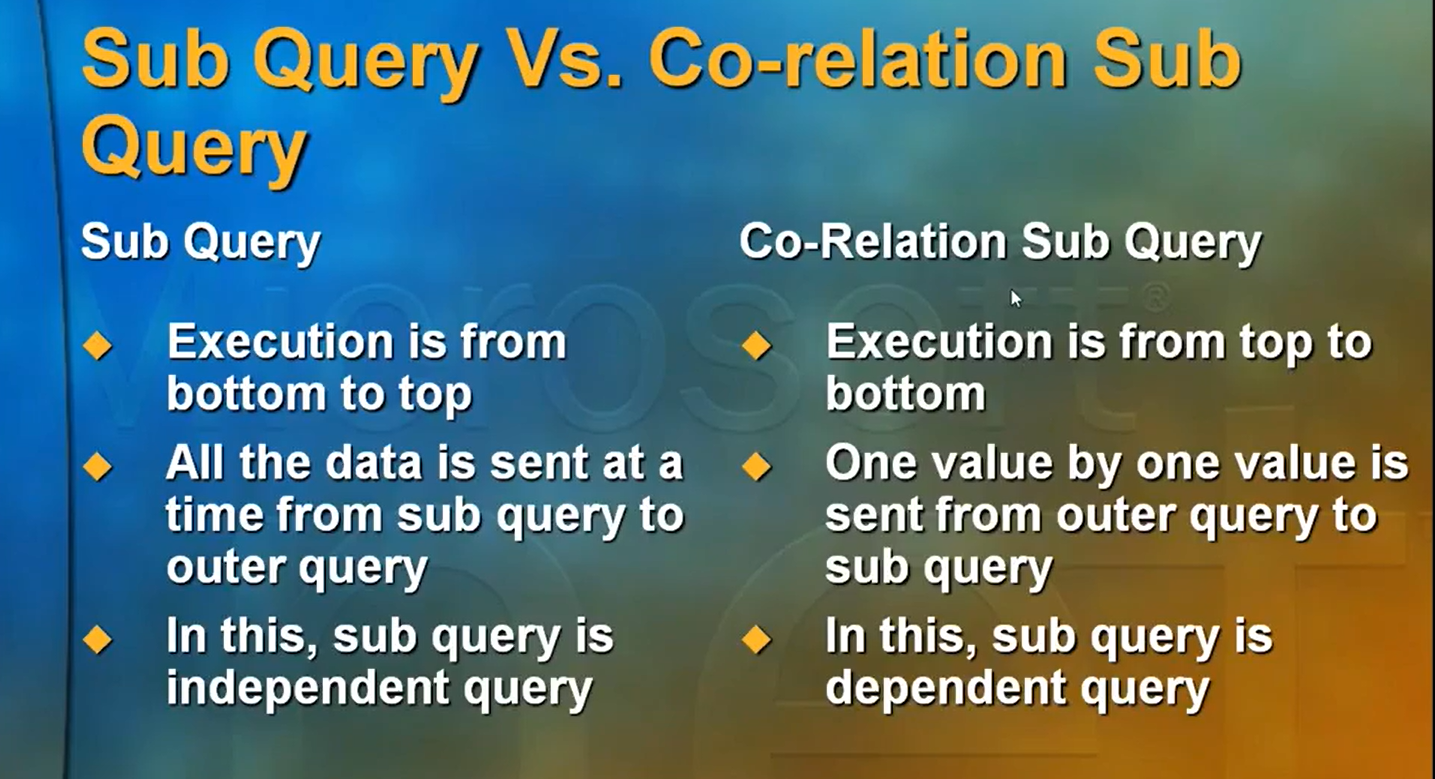 Sub Query Vs. Co-relation Sub
Query
Sub Query
Execution is from
bottom to top
All the data is sent at a
time from sub query to
outer query
In this, sub query is
independent query
Co-Relation Sub Query
Execution is from top to
bottom
One value by one value is
sent from outer query to
sub query
In this, sub query is
dependent query
Microsoft®
.net